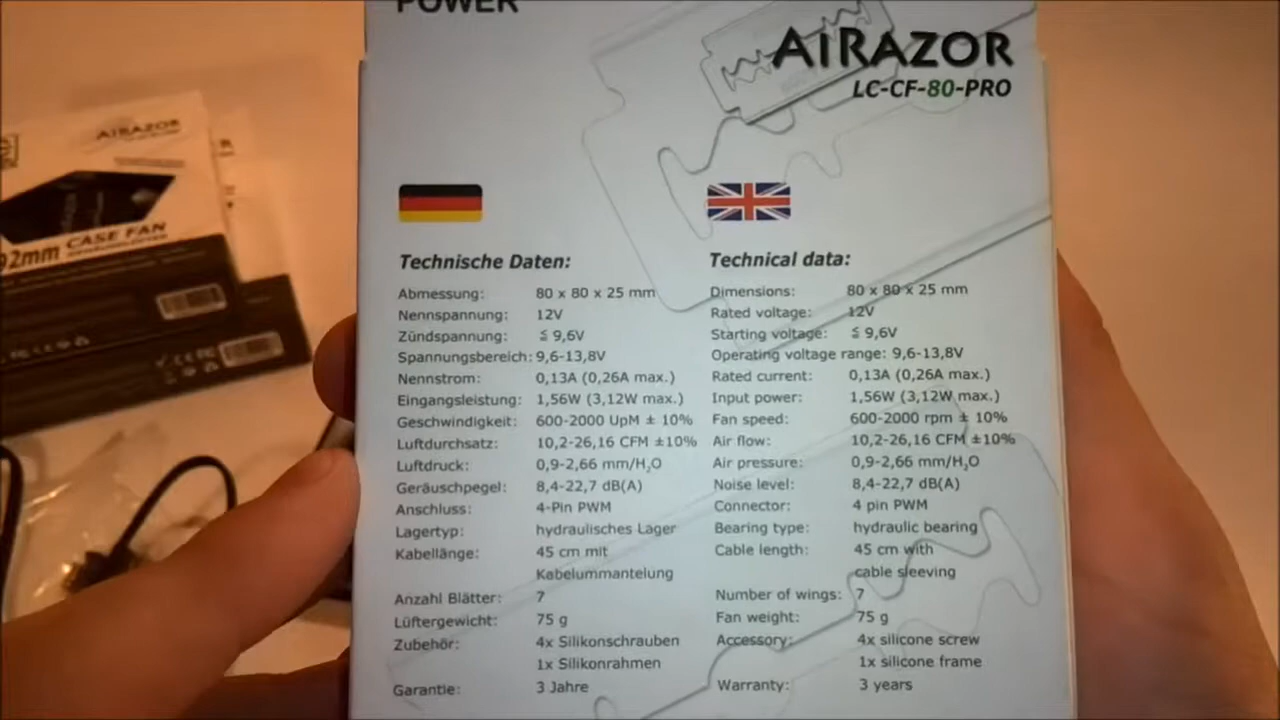 POWER
AIRAZOR
LC-CF-80-PRO
Technische Daten:
Abmessung: 80 x 80 x 25 mm
Nennspannung: 12V
Zündspannung: ≦ 9,6V
Spannungsbereich: 9,6-13,8V
Nennstrom: 0,13A (0,26A max.)
Eingangsleistung: 1,56W (3,12W max.)
Geschwindigkeit: 600-2000 UpM ± 10%
Luftdurchsatz: 10,2-26,16 CFM ±10%
Luftdruck: 0,9-2,66 mm/H₂O
Geräuschpegel: 8,4-22,7 dB(A)
Anschluss: 4-Pin PWM
Lagertyp: hydraulisches Lager
Kabellänge: 45 cm mit
Kabelummantelung
Anzahl Blätter: 7
Lüftergewicht: 75 g
Zubehör: 4x Silikonschrauben
1x Silikonrahmen
Garantie: 3 Jahre
Technical data:
Dimensions: 80 x 80 x 25 mm
Rated voltage: 12V
Starting voltage: ≦ 9,6V
Operating voltage range: 9,6-13,8V
Rated current: 0,13A (0,26A max.)
Input power: 1,56W (3,12W max.)
Fan speed: 600-2000 rpm ± 10%
Air flow: 10,2-26,16 CFM ±10%
Air pressure: 0,9-2,66 mm/H₂O
Noise level: 8,4-22,7 dB(A)
Connector: 4 pin PWM
Bearing type: hydraulic bearing
Cable length: 45 cm with
cable sleeving
Number of wings: 7
Fan weight: 75 g
Accessory: 4x silicone screw
1x silicone frame
Warranty: 3 years
AIRAZOR
AIRAZOR
92mm CASE FAN